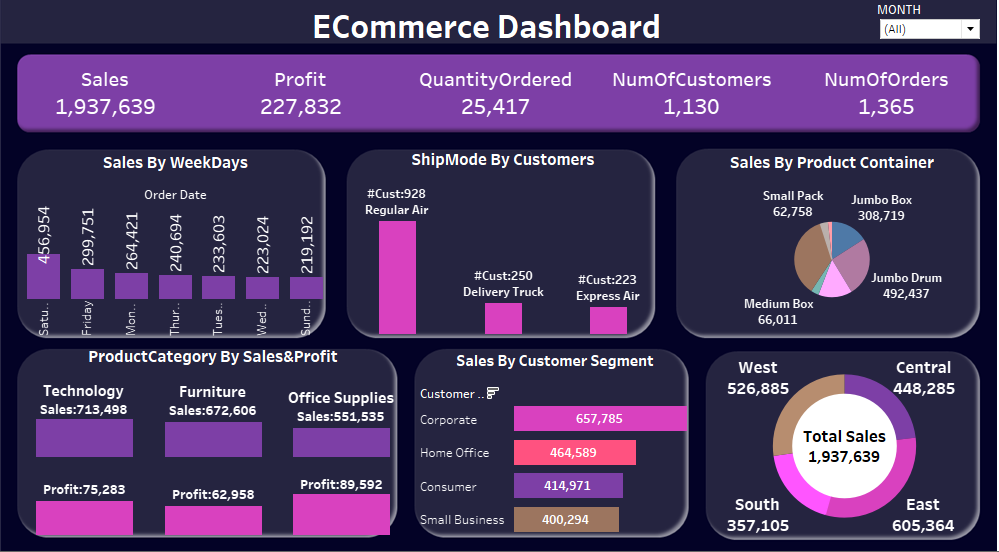 ECommerce Dashboard
MONTH
(All)
Sales
1,937,639
Profit
227,832
QuantityOrdered
25,417
NumOfCustomers
1,130
NumOfOrders
1,365
Sales By WeekDays
Order Date
456,954
299,751
264,421
240,694
233,603
223,024
219,192
Satu..
Friday
Mon..
Thur..
Tues..
Wed..
Sund...
ShipMode By Customers
#Cust:928
Regular Air
#Cust:250
Delivery Truck
#Cust:223
Express Air
Sales By Product Container
Small Pack
62,758
Jumbo Box
308,719
Jumbo Drum
492,437
Medium Box
66,011
ProductCategory By Sales&Profit
Technology
Sales:713,498
Furniture
Sales:672,606
Office Supplies
Sales:551,535
Profit:75,283
Profit:62,958
Profit:89,592
Sales By Customer Segment
Customer ..
Corporate 657,785
Home Office 464,589
Consumer 414,971
Small Business 400,294
West
526,885
Central
448,285
Total Sales
1,937,639
South
357,105
East
605,364